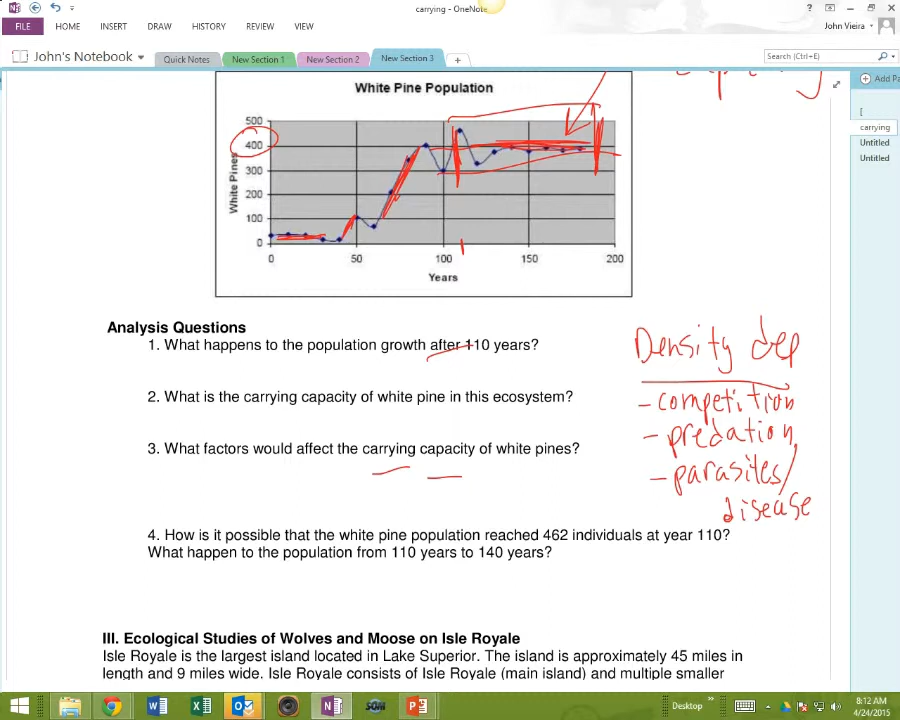 carrying - OneNote
FILE HOME INSERT DRAW HISTORY REVIEW VIEW John Vieira
John's Notebook Quick Notes New Section 1 New Section 2 New Section 3 + Search (Ctrl+E)
Add Pa
[
carrying
Untitled
Untitled
White Pine Population
500
400
300
200
100
0
White Pines
0 50 100 150 200
Years
Analysis Questions
1. What happens to the population growth after 110 years?
2. What is the carrying capacity of white pine in this ecosystem?
3. What factors would affect the carrying capacity of white pines?
4. How is it possible that the white pine population reached 462 individuals at year 110?
What happen to the population from 110 years to 140 years?
Density dep
- competition
- predation
- parasites/
disease
III. Ecological Studies of Wolves and Moose on Isle Royale
Isle Royale is the largest island located in Lake Superior. The island is approximately 45 miles in
length and 9 miles wide. Isle Royale consists of Isle Royale (main island) and multiple smaller
Desktop
8:12 AM
4/24/2015